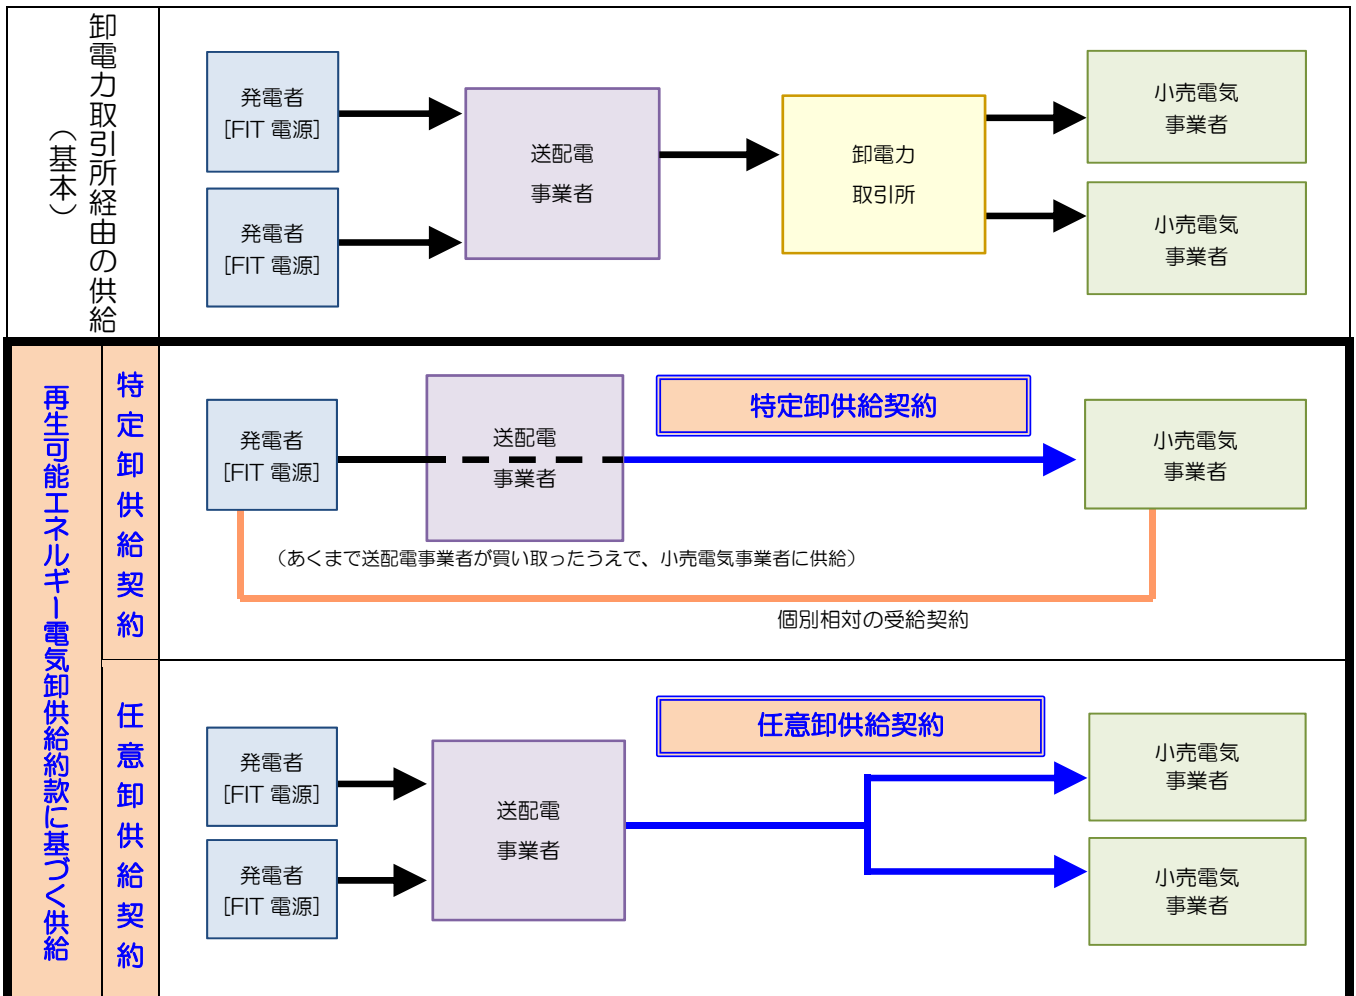 卸電力取引所経由の供給
（基本）
発電者
[FIT 電源]
発電者
[FIT 電源]
送配電
事業者
卸電力
取引所
小売電気
事業者
小売電気
事業者
再生可能エネルギー電気卸供給約款に基づく供給
特定卸供給契約
発電者
[FIT 電源]
送配電
事業者
特定卸供給契約
小売電気
事業者
（あくまで送配電事業者が買い取ったうえで、小売電気事業者に供給）
個別相対の受給契約
任意卸供給契約
発電者
[FIT 電源]
発電者
[FIT 電源]
送配電
事業者
任意卸供給契約
小売電気
事業者
小売電気
事業者